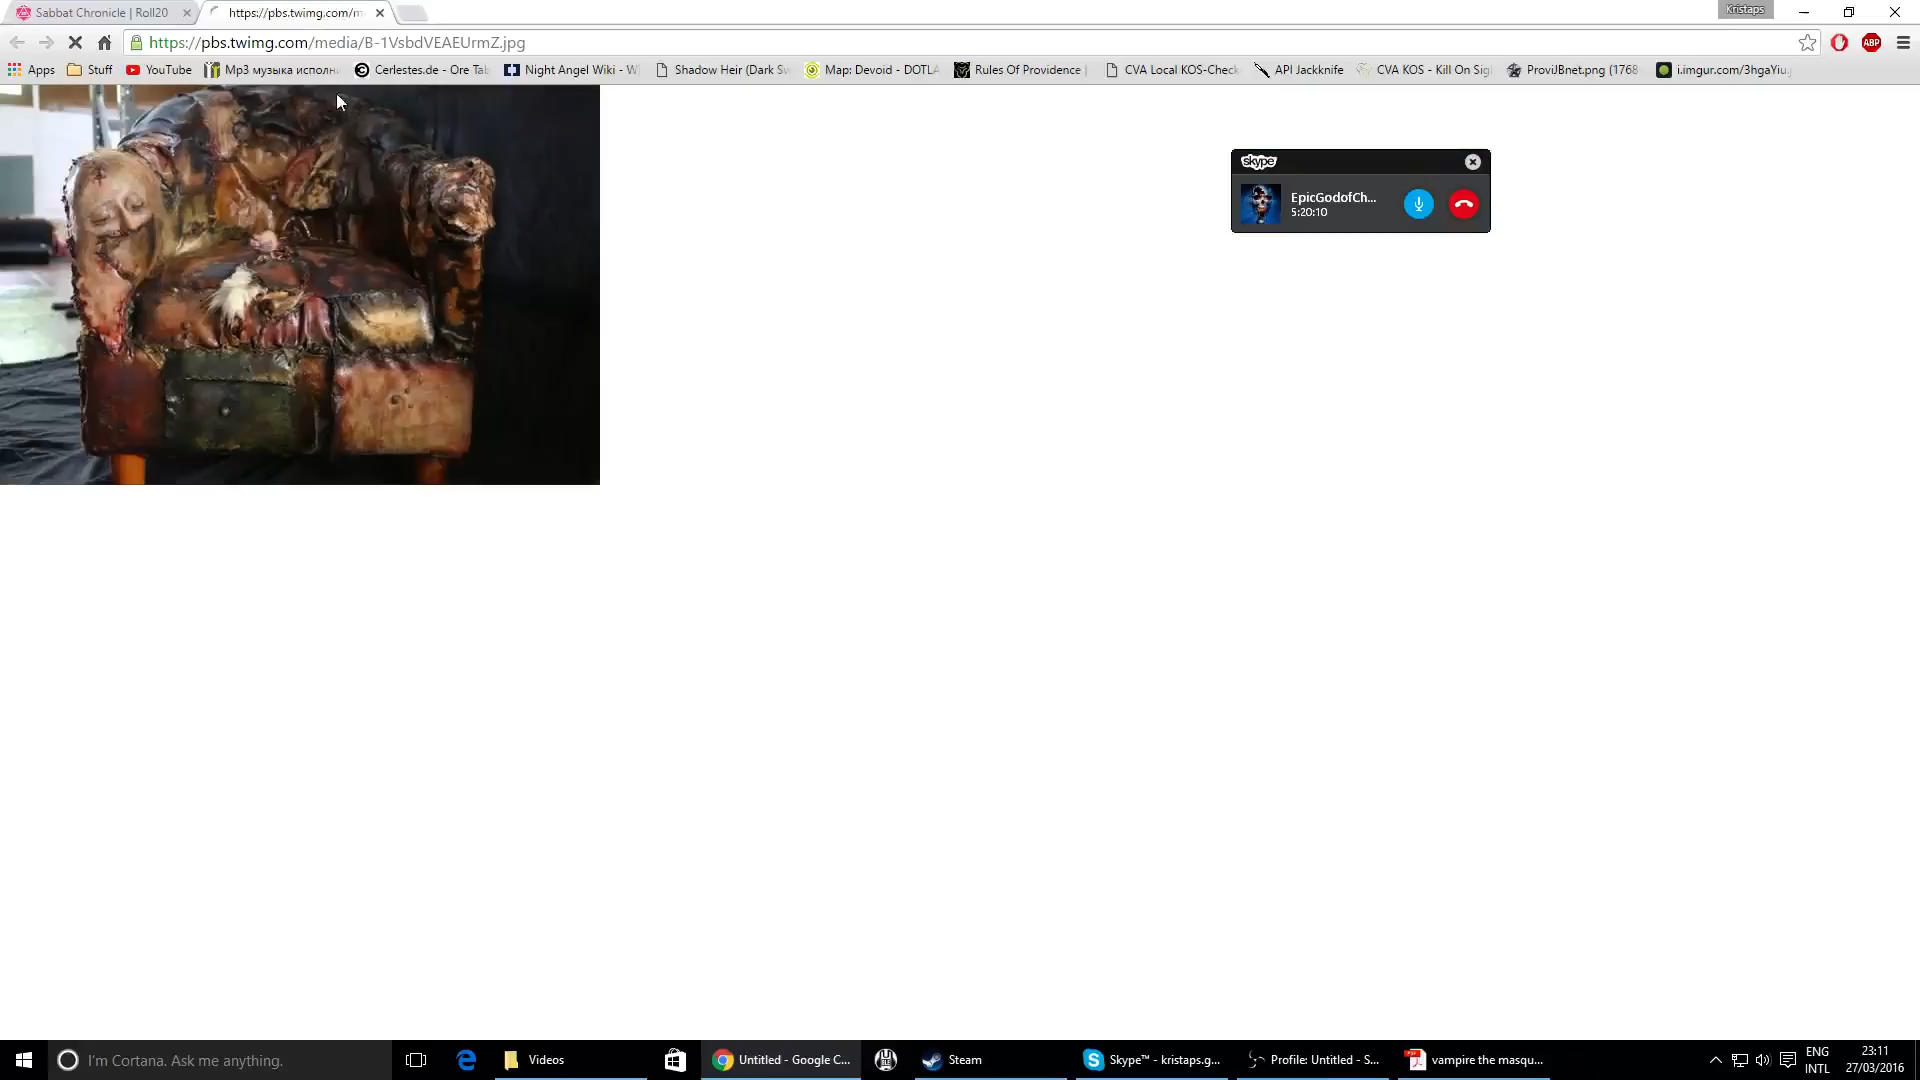 Sabbat Chronicle | Roll20
https://pbs.twimg.com/m
Kristaps
https://pbs.twimg.com/media/B-1VsbdVEAEUrmZ.jpg
ABP
Apps
Stuff
YouTube
Mp3 музыка исполн
Cerlestes.de - Ore Tab
Night Angel Wiki - W
Shadow Heir (Dark Sw
Map: Devoid - DOTLA
Rules Of Providence |
CVA Local KOS-Check
API Jackknife
CVA KOS - Kill On Sig
ProviJBnet.png (1768
i.imgur.com/3hgaYiu.
skype
EpicGodofCh...
5:20:10
I'm Cortana. Ask me anything.
Videos
Untitled - Google C...
Steam
Skype™ - kristaps.g...
Profile: Untitled - S...
vampire the masqu...
ENG
INTL
23:11
27/03/2016